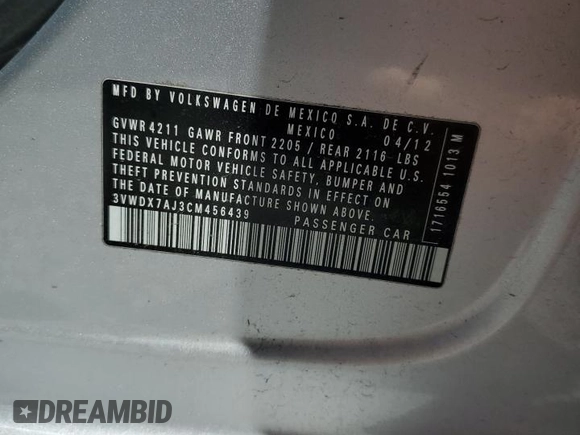 MFD BY VOLKSWAGEN DE MEXICO S.A. DE C.V.
MEXICO 04/12
GVWR 4211 GAWR FRONT 2205 / REAR 2116 LBS
THIS VEHICLE CONFORMS TO ALL APPLICABLE U.S.
FEDERAL MOTOR VEHICLE SAFETY, BUMPER AND
THEFT PREVENTION STANDARDS IN EFFECT ON
THE DATE OF MANUFACTURE SHOWN ABOVE.
3VWDX7AJ3CM456439
PASSENGER CAR
1716554 1013 M
DREAMBID